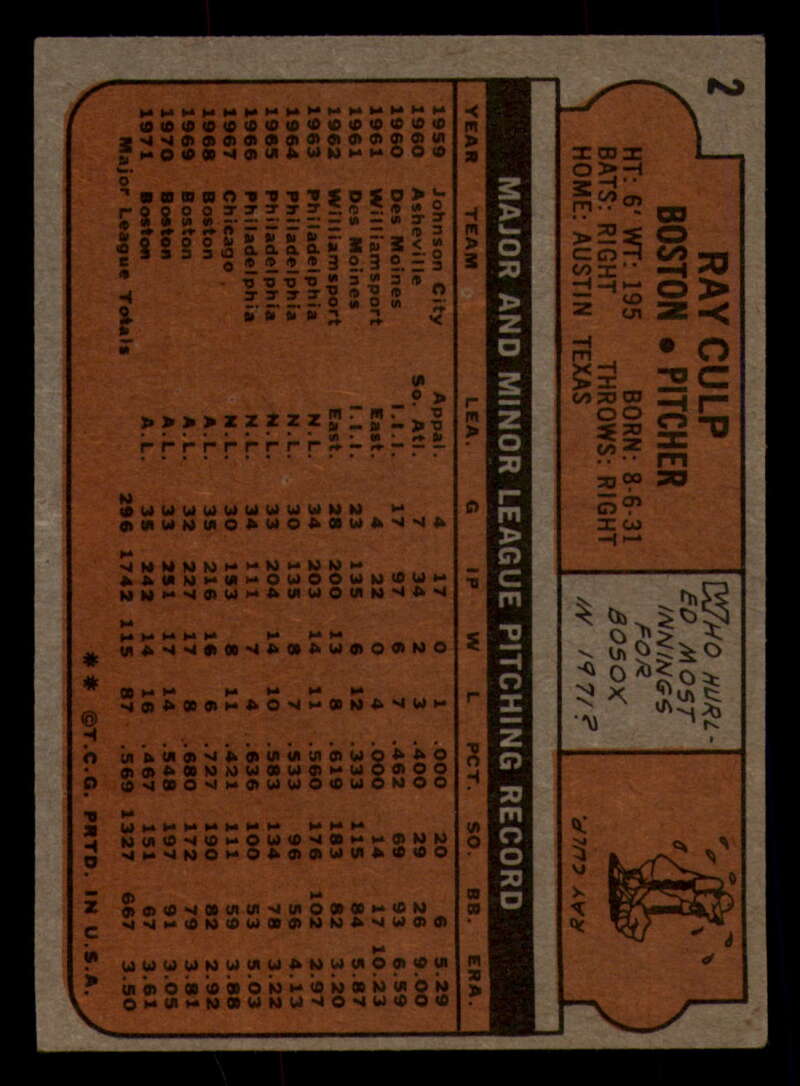 2
RAY CULP
BOSTON • PITCHER
HT: 6' WT: 195 BORN: 8-6-31
BATS: RIGHT THROWS: RIGHT
HOME: AUSTIN TEXAS
WHO HURL-
ED MOST
INNINGS
FOR
BOSOX
IN 1971?
RAY CULP.
MAJOR AND MINOR LEAGUE PITCHING RECORD
YEAR TEAM LEA. G IP W L PCT. SO. BB. ERA.
1959 Johnson City Appal. 4 17 0 1 .000 20 6 5.29
1960 Asheville So. Atl. 7 34 2 3 .400 29 26 9.00
1960 Des Moines I.I.I. 17 97 6 7 .462 69 93 6.59
1961 Williamsport East. 4 22 0 4 .000 14 17 10.23
1961 Des Moines I.I.I. 23 135 6 12 .333 115 84 5.87
1962 Williamsport East. 28 200 13 8 .619 183 82 3.20
1963 Philadelphia N.L. 34 203 14 11 .560 176 102 2.97
1964 Philadelphia N.L. 30 135 8 7 .533 96 56 4.13
1965 Philadelphia N.L. 33 204 14 10 .583 134 78 3.22
1966 Philadelphia N.L. 34 111 7 4 .636 100 53 5.03
1967 Chicago N.L. 30 153 8 11 .421 111 59 3.88
1968 Boston A.L. 35 216 16 6 .727 190 82 2.92
1969 Boston A.L. 32 227 17 8 .680 172 79 3.81
1970 Boston A.L. 33 251 17 14 .548 197 91 3.05
1971 Boston A.L. 35 242 14 16 .467 151 67 3.61
Major League Totals 296 1742 115 87 .569 1327 667 3.50
** ©T.C.G. PRTD. IN U.S.A.